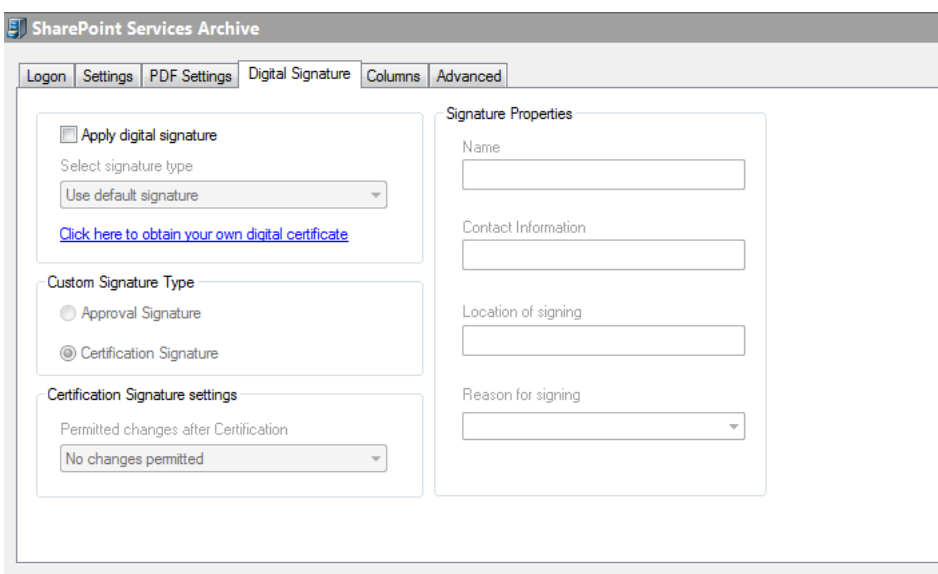 SharePoint Services Archive
Logon Settings PDF Settings Digital Signature Columns Advanced
Apply digital signature
Select signature type
Use default signature
Click here to obtain your own digital certificate
Custom Signature Type
Approval Signature
Certification Signature
Certification Signature settings
Permitted changes after Certification
No changes permitted
Signature Properties
Name
Contact Information
Location of signing
Reason for signing